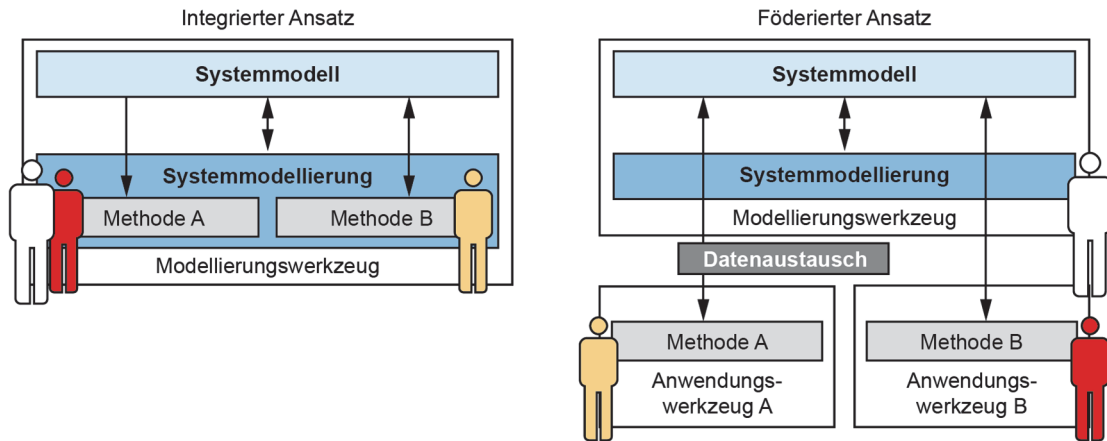 Integrierter Ansatz
Systemmodell
Systemmodellierung
Methode A
Methode B
Modellierungswerkzeug
Föderierter Ansatz
Systemmodell
Systemmodellierung
Modellierungswerkzeug
Datenaustausch
Methode A
Anwendungs-
werkzeug A
Methode B
Anwendungs-
werkzeug B